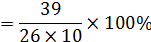 = 39 / (26 × 10) × 100%